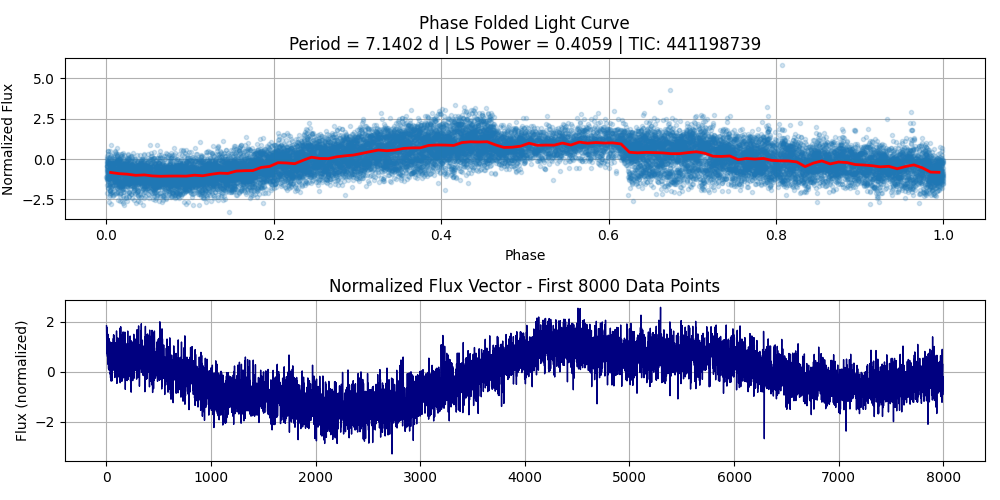 Phase Folded Light Curve
Period = 7.1402 d | LS Power = 0.4059 | TIC: 441198739
Normalized Flux
5.0
2.5
0.0
−2.5
0.0 0.2 0.4 0.6 0.8 1.0
Phase
Normalized Flux Vector - First 8000 Data Points
Flux (normalized)
2
0
−2
0 1000 2000 3000 4000 5000 6000 7000 8000